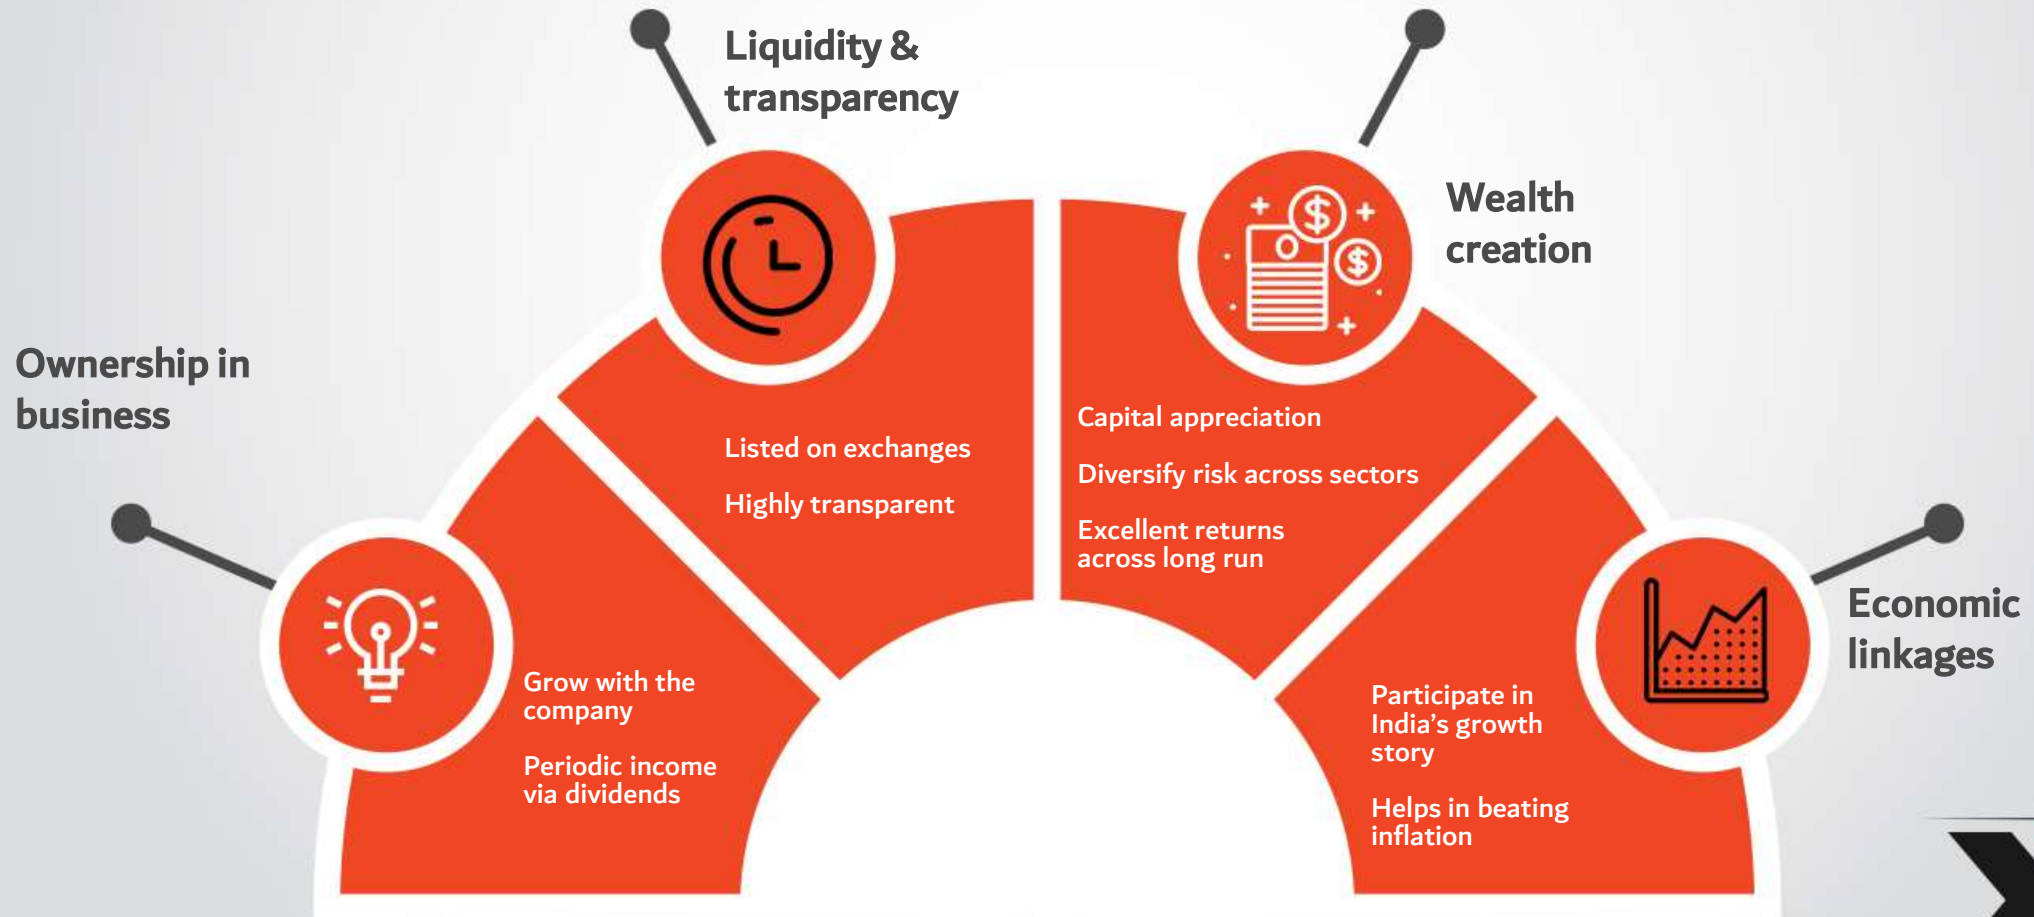 Liquidity &
transparency
Wealth
creation
Ownership in
business
Economic
linkages
Listed on exchanges
Highly transparent
Capital appreciation
Diversify risk across sectors
Excellent returns
across long run
Grow with the
company
Periodic income
via dividends
Participate in
India’s growth
story
Helps in beating
inflation